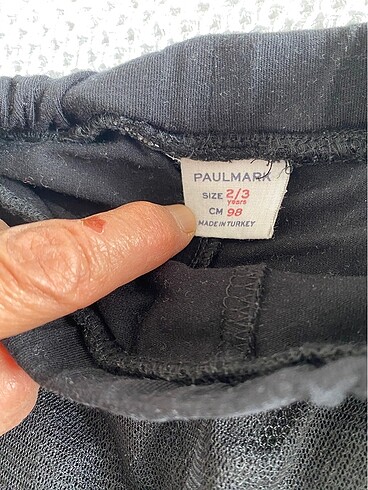 PAULMARK
SIZE 2/3
years
CM 98
MADE IN TURKEY